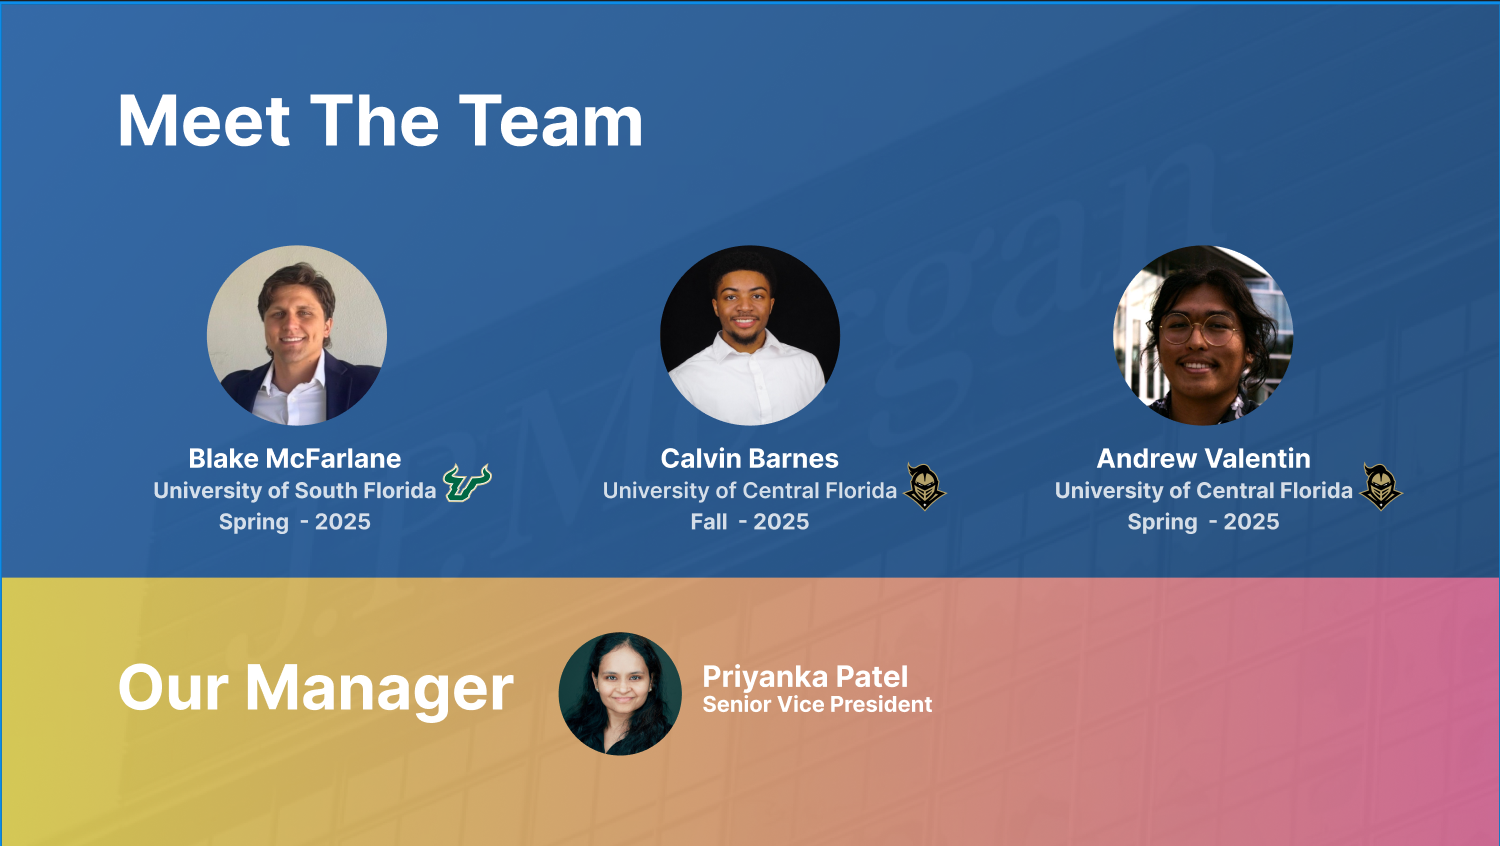 Meet The Team
J.P.Morgan
Blake McFarlane
University of South Florida
Spring - 2025
Calvin Barnes
University of Central Florida
Fall - 2025
Andrew Valentin
University of Central Florida
Spring - 2025
Our Manager
Priyanka Patel
Senior Vice President